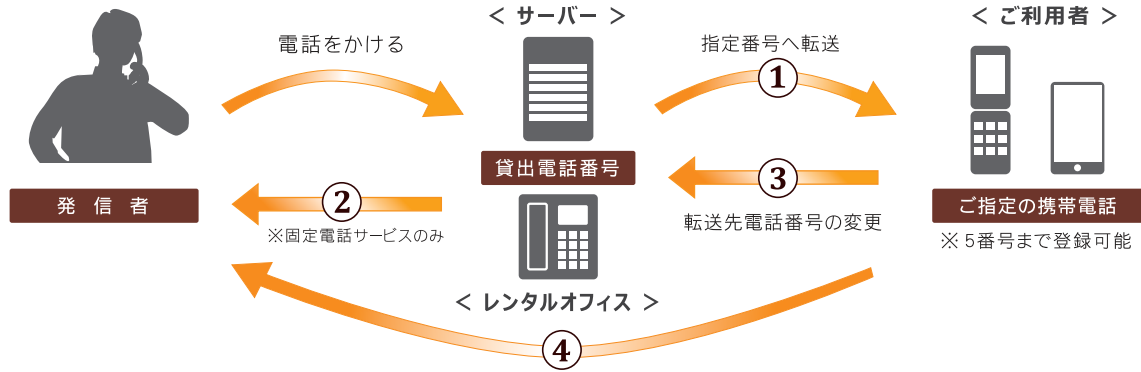 < サーバー >
< ご利用者 >
電話をかける
指定番号へ転送
1
貸出電話番号
2
3
発信者
ご指定の携帯電話
※固定電話サービスのみ
転送先電話番号の変更
※ 5番号まで登録可能
< レンタルオフィス >
4